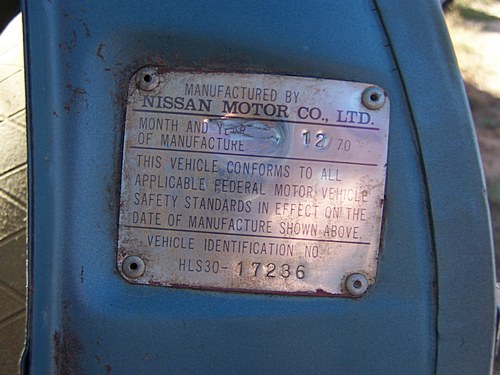 MANUFACTURED BY
NISSAN MOTOR CO., LTD.
MONTH AND YEAR
OF MANUFACTURE 12/70
THIS VEHICLE CONFORMS TO ALL
APPLICABLE FEDERAL MOTOR VEHICLE
SAFETY STANDARDS IN EFFECT ON THE
DATE OF MANUFACTURE SHOWN ABOVE.
VEHICLE IDENTIFICATION NO.
HLS30-17236